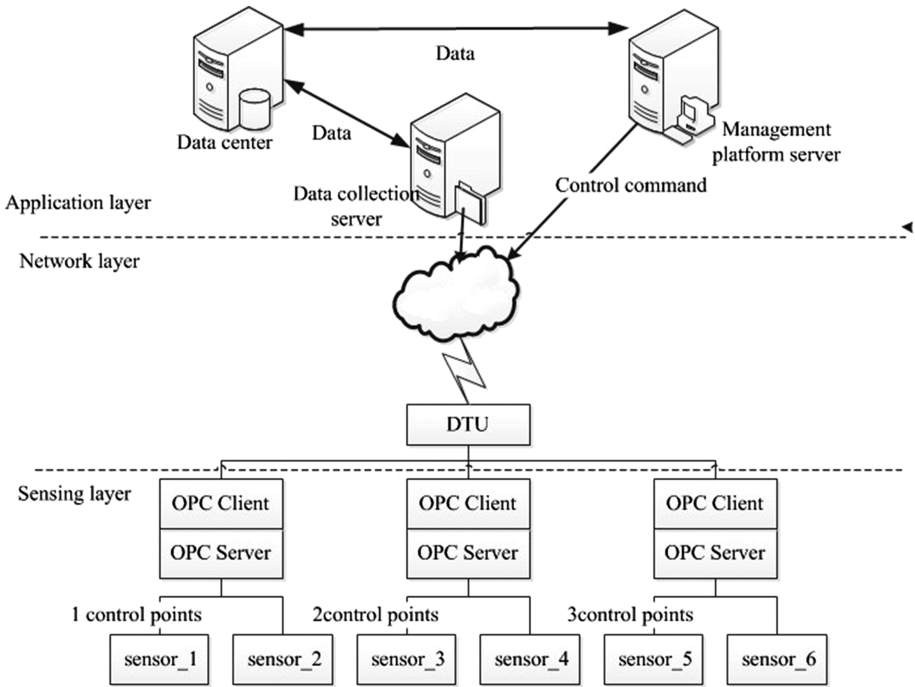 Data
Data center
Data
Management
platform server
Data collection
server
Control command
Application layer
Network layer
DTU
Sensing layer
OPC Client
OPC Client
OPC Client
OPC Server
OPC Server
OPC Server
1 control points
2control points
3control points
sensor_1
sensor_2
sensor_3
sensor_4
sensor_5
sensor_6